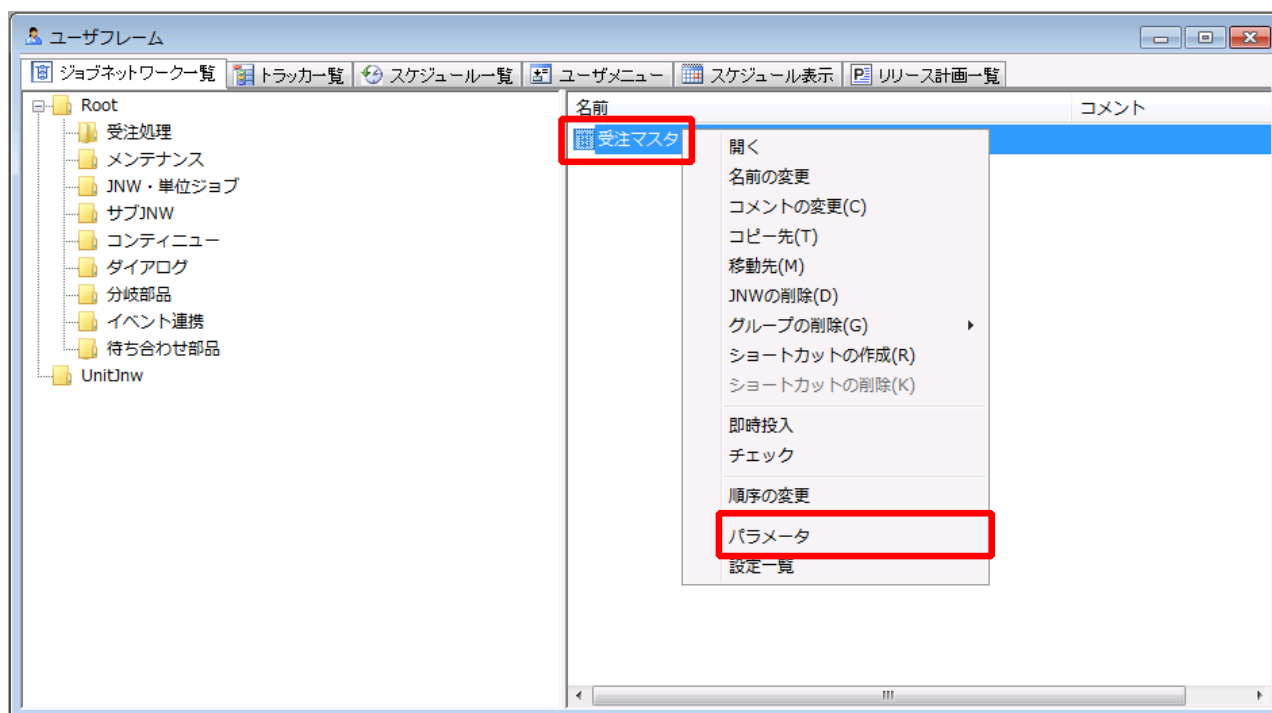 ユーザフレーム
ジョブネットワーク一覧 トラッカ一覧 スケジュール一覧 ユーザメニュー スケジュール表示 リリース計画一覧
Root
受注処理
メンテナンス
JNW・単位ジョブ
サブJNW
コンティニュー
ダイアログ
分岐部品
イベント連携
待ち合わせ部品
UnitJnw
名前 コメント
受注マスタ
開く
名前の変更
コメントの変更(C)
コピー先(T)
移動先(M)
JNWの削除(D)
グループの削除(G)
ショートカットの作成(R)
ショートカットの削除(K)
即時投入
チェック
順序の変更
パラメータ
設定一覧